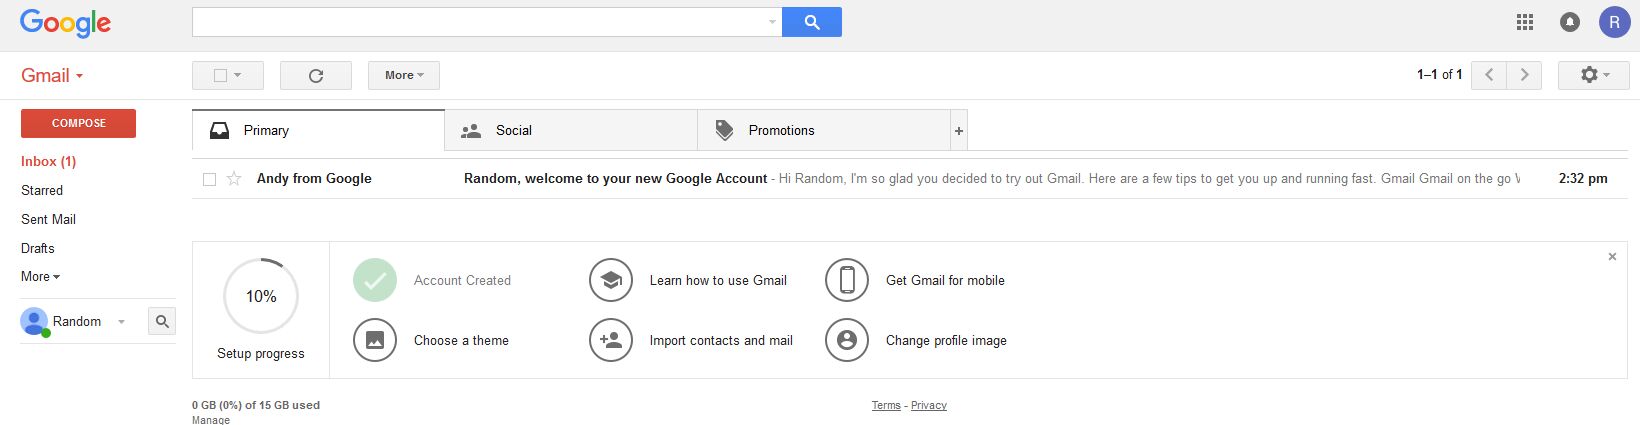 Google
R
Gmail
More
1–1 of 1
COMPOSE
Primary
Social
Promotions
+
Inbox (1)
Starred
Sent Mail
Drafts
More
Random
Andy from Google
Random, welcome to your new Google Account - Hi Random, I'm so glad you decided to try out Gmail. Here are a few tips to get you up and running fast. Gmail Gmail on the go
2:32 pm
10%
Setup progress
Account Created
Learn how to use Gmail
Get Gmail for mobile
Choose a theme
Import contacts and mail
Change profile image
0 GB (0%) of 15 GB used
Manage
Terms - Privacy